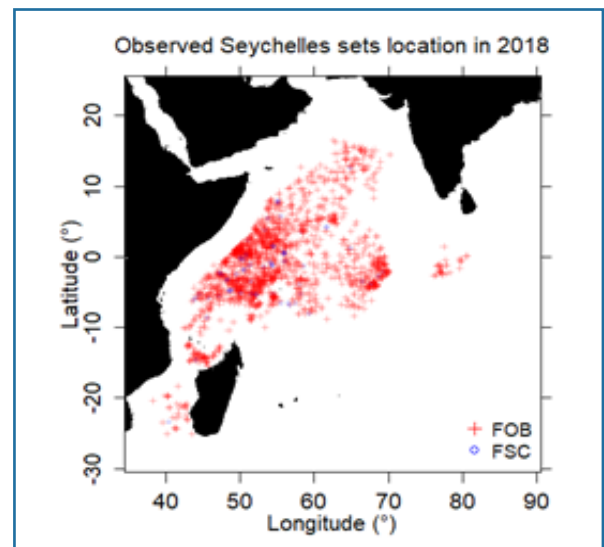 Observed Seychelles sets location in 2018
Latitude (°)
20
10
0
-10
-20
-30
FOB
FSC
40 50 60 70 80 90
Longitude (°)